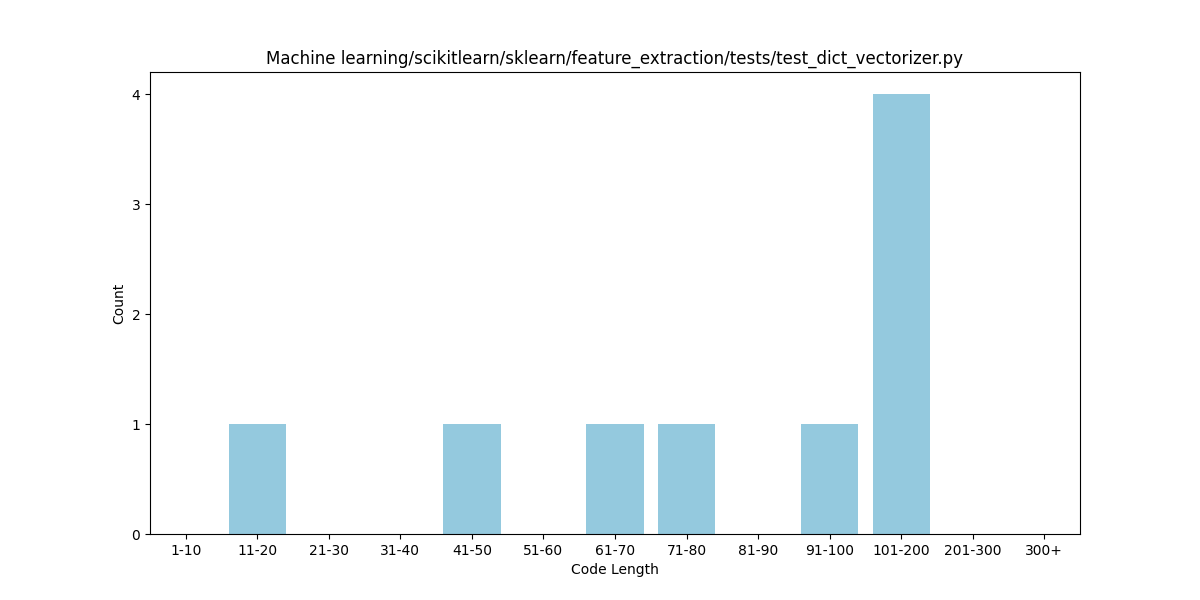 Machine learning/scikitlearn/sklearn/feature_extraction/tests/test_dict_vectorizer.py
4
3
2
1
0
Count
1-10 11-20 21-30 31-40 41-50 51-60 61-70 71-80 81-90 91-100 101-200 201-300 300+
Code Length